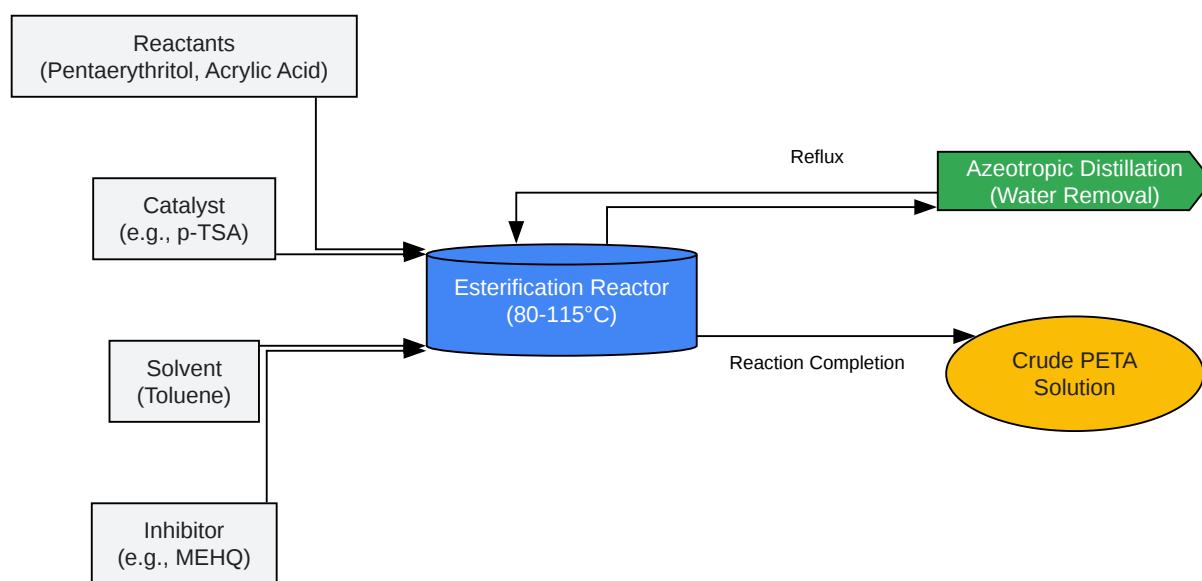 Reactants
(Pentaerythritol, Acrylic Acid)
Reflux
Azeotropic Distillation
(Water Removal)
Catalyst
(e.g., p-TSA)
Esterification Reactor
(80-115°C)
Solvent
(Toluene)
Reaction Completion
Crude PETA
Solution
Inhibitor
(e.g., MEHQ)